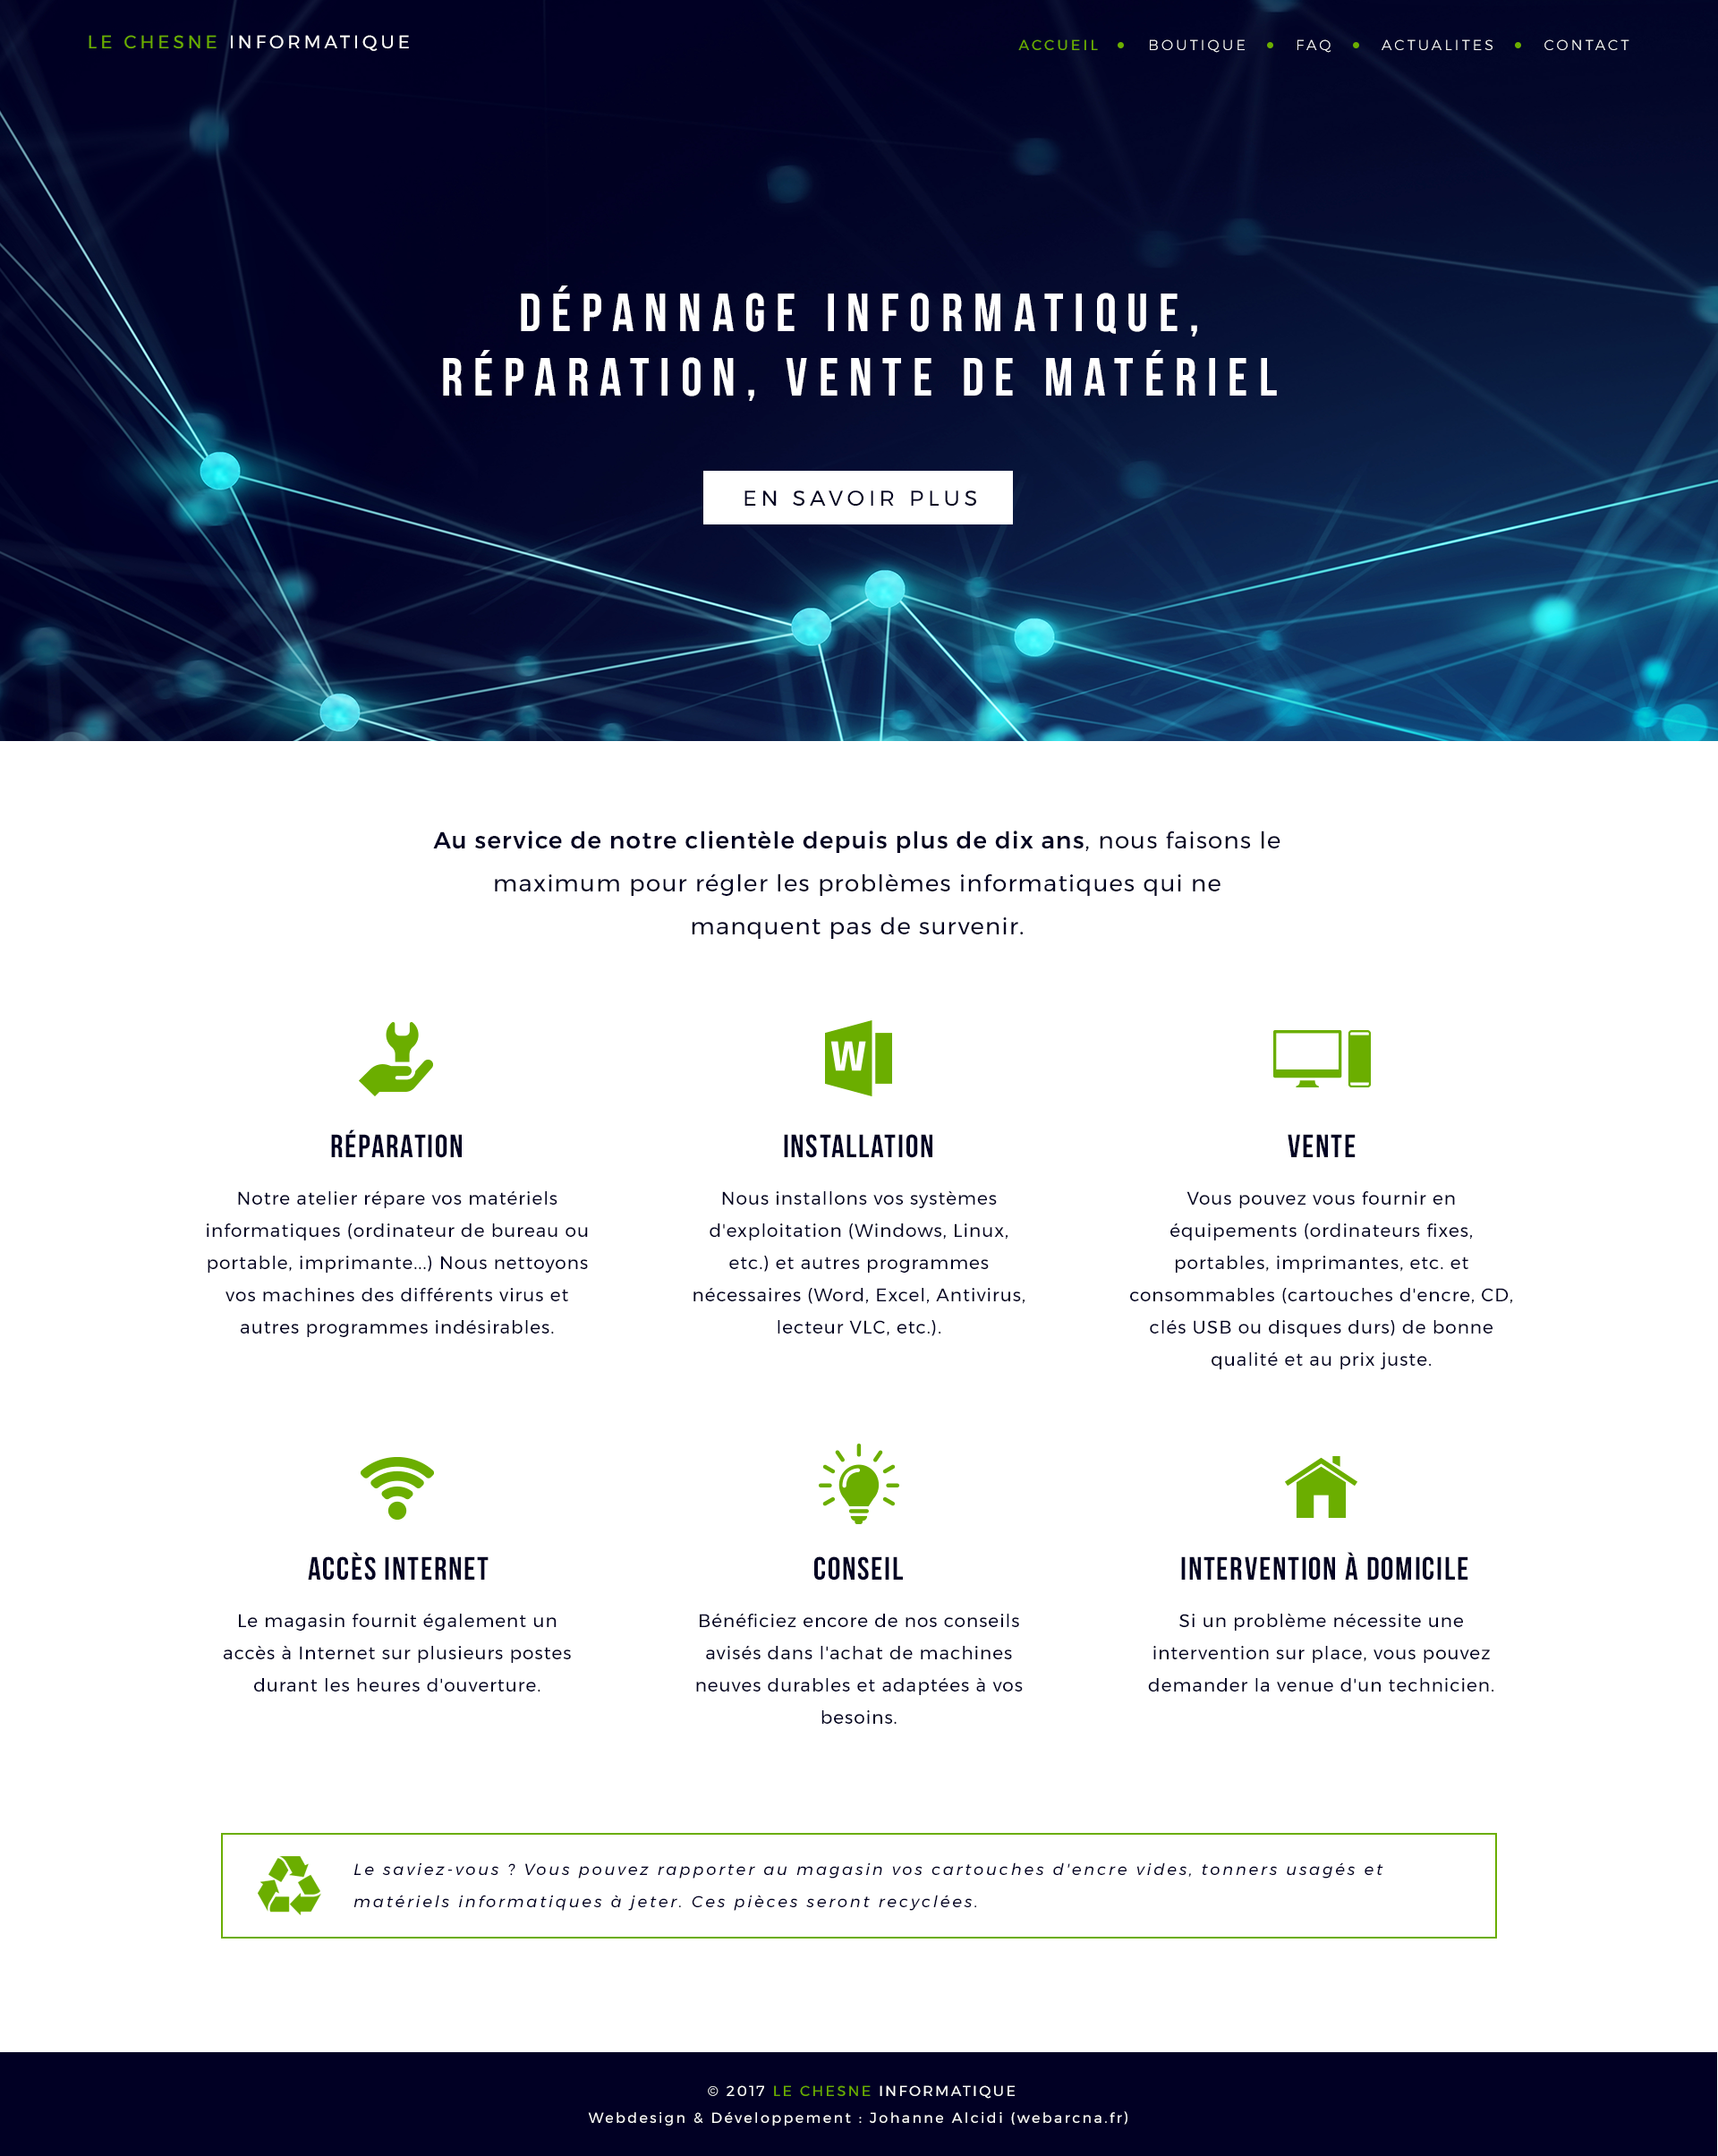 LE CHESNE INFORMATIQUE
ACCUEIL • BOUTIQUE • FAQ • ACTUALITES • CONTACT
DÉPANNAGE INFORMATIQUE,
RÉPARATION, VENTE DE MATÉRIEL
EN SAVOIR PLUS
Au service de notre clientèle depuis plus de dix ans, nous faisons le
maximum pour régler les problèmes informatiques qui ne
manquent pas de survenir.
W
RÉPARATION
Notre atelier répare vos matériels
informatiques (ordinateur de bureau ou
portable, imprimante...) Nous nettoyons
vos machines des différents virus et
autres programmes indésirables.
INSTALLATION
Nous installons vos systèmes
d'exploitation (Windows, Linux,
etc.) et autres programmes
nécessaires (Word, Excel, Antivirus,
lecteur VLC, etc.).
VENTE
Vous pouvez vous fournir en
équipements (ordinateurs fixes,
portables, imprimantes, etc. et
consommables (cartouches d'encre, CD,
clés USB ou disques durs) de bonne
qualité et au prix juste.
ACCÈS INTERNET
Le magasin fournit également un
accès à Internet sur plusieurs postes
durant les heures d'ouverture.
CONSEIL
Bénéficiez encore de nos conseils
avisés dans l'achat de machines
neuves durables et adaptées à vos
besoins.
INTERVENTION À DOMICILE
Si un problème nécessite une
intervention sur place, vous pouvez
demander la venue d'un technicien.
Le saviez-vous ? Vous pouvez rapporter au magasin vos cartouches d'encre vides, tonners usagés et
matériels informatiques à jeter. Ces pièces seront recyclées.
© 2017 LE CHESNE INFORMATIQUE
Webdesign & Développement : Johanne Alcidi (webarcna.fr)